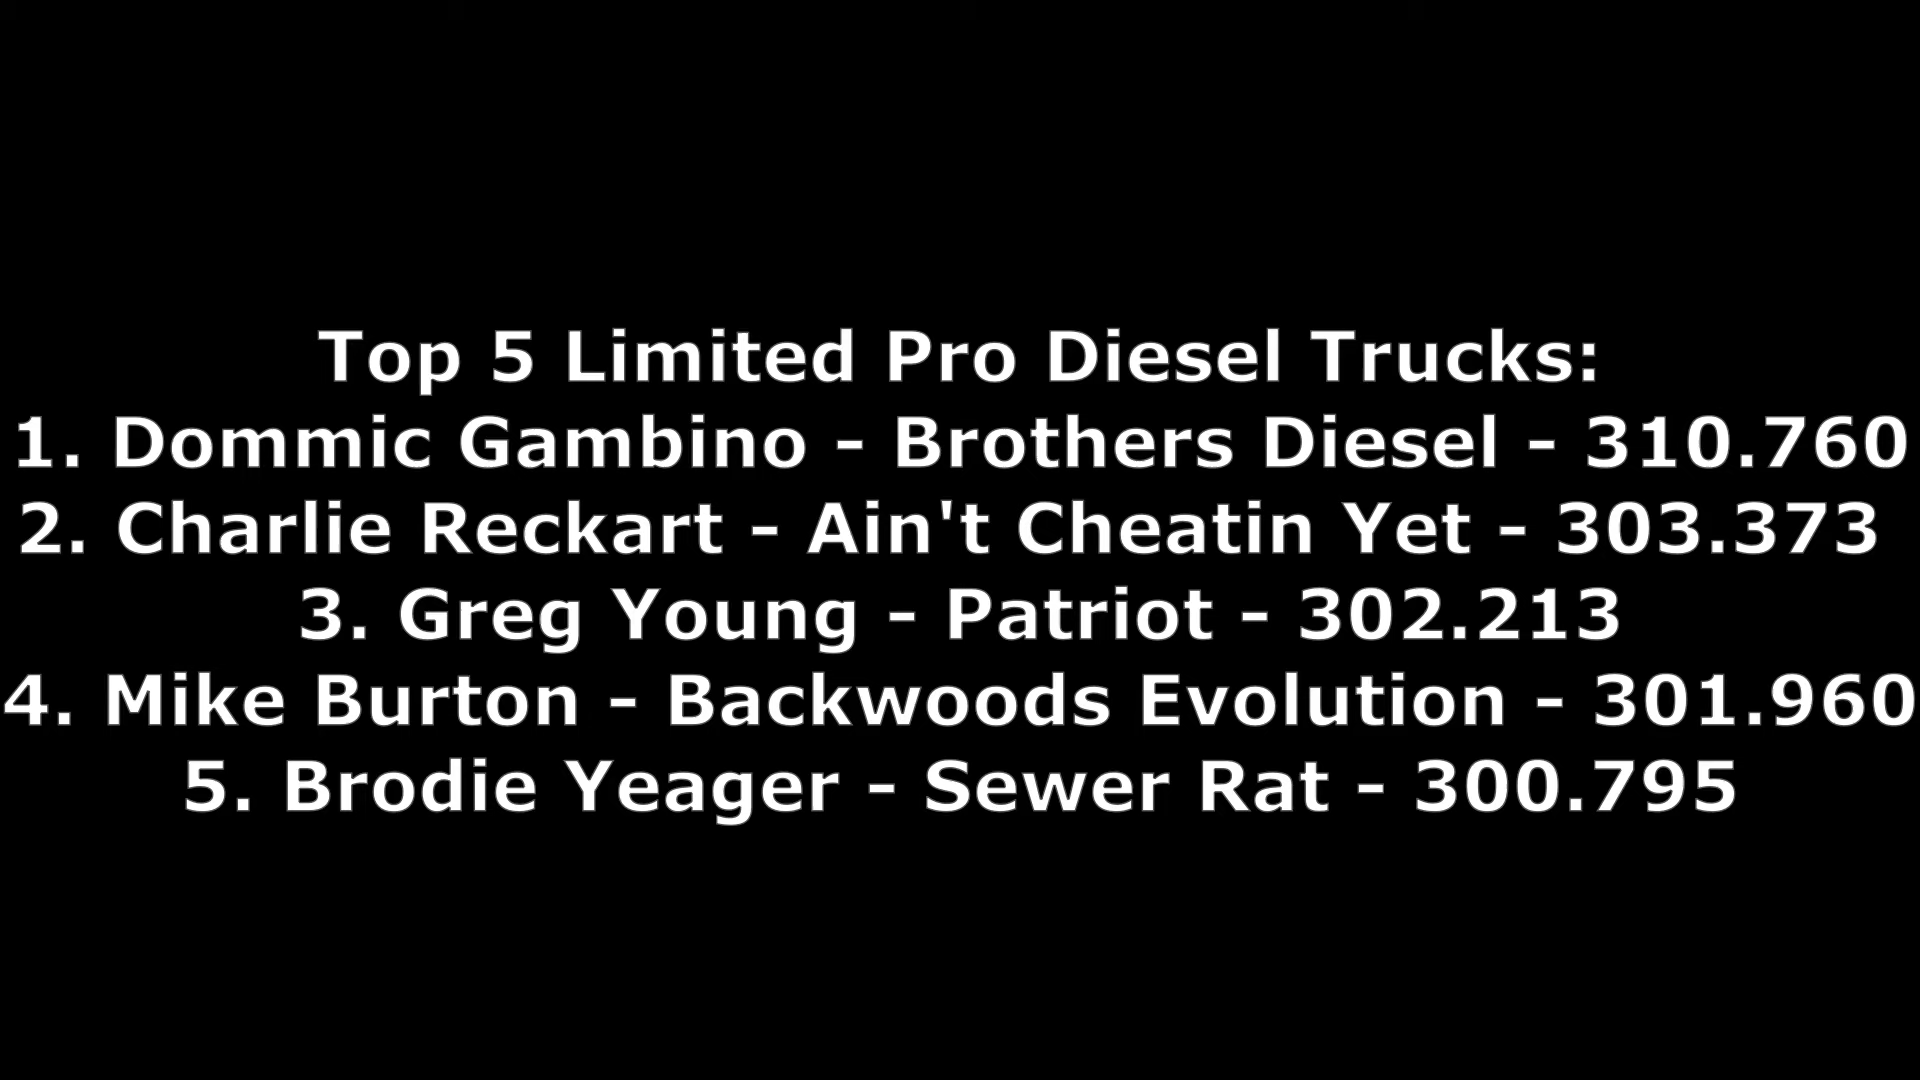 Top 5 Limited Pro Diesel Trucks:
1. Dommic Gambino - Brothers Diesel - 310.760
2. Charlie Reckart - Ain't Cheatin Yet - 303.373
3. Greg Young - Patriot - 302.213
4. Mike Burton - Backwoods Evolution - 301.960
5. Brodie Yeager - Sewer Rat - 300.795